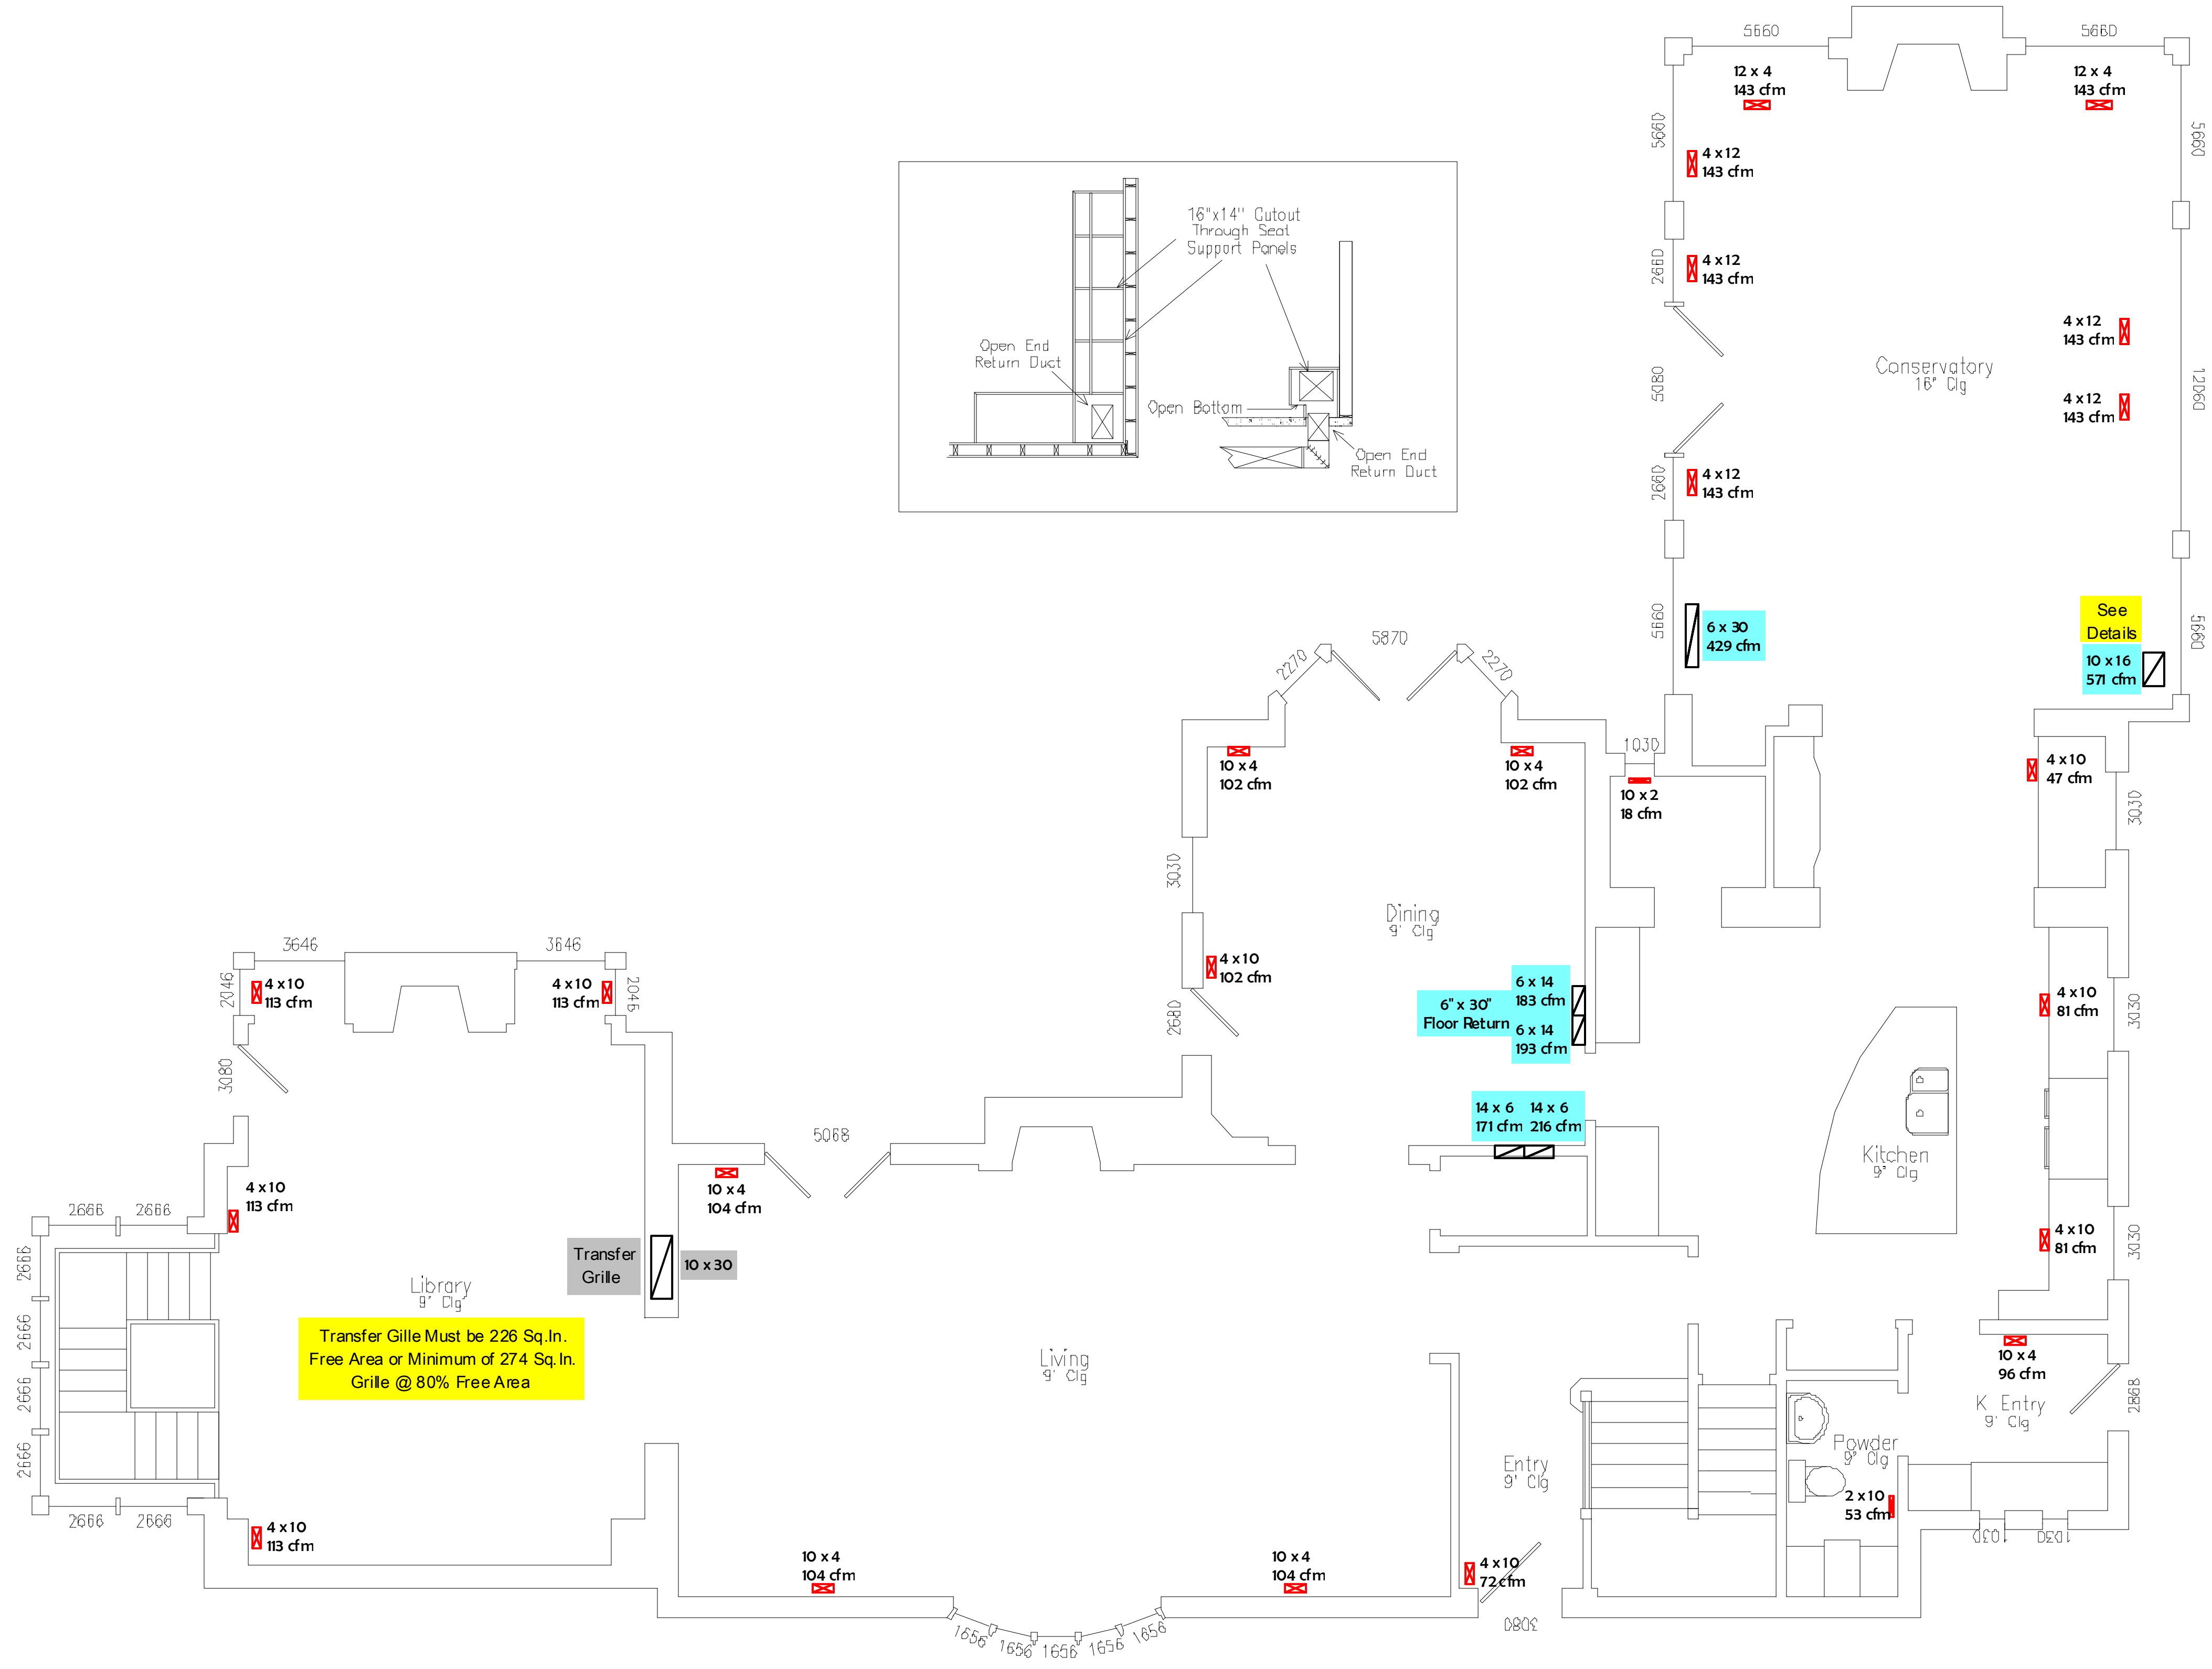 5660
5660
12 x 4
143 cfm
12 x 4
143 cfm
5660
5660
4 x 12
143 cfm
16"x14" Cutout
Through Seat
Support Panels
2660
4 x 12
143 cfm
Open End
Return Duct
4 x 12
143 cfm
Conservatory
16' Clg
5080
12060
4 x 12
143 cfm
Open Bottom
Open End
Return Duct
2660
4 x 12
143 cfm
5660
6 x 30
429 cfm
See
Details
5660
10 x 16
571 cfm
5870
2270
2270
1030
10 x 4
102 cfm
10 x 4
102 cfm
4 x 10
47 cfm
10 x 2
18 cfm
3030
3030
Dining
9' Clg
3646
3646
2046
4 x 10
113 cfm
4 x 10
113 cfm
2046
4 x 10
102 cfm
6 x 14
183 cfm
6" x 30"
Floor Return
6 x 14
193 cfm
4 x 10
81 cfm
3030
2680
3080
14 x 6
171 cfm
14 x 6
216 cfm
5068
Kitchen
9' Clg
4 x 10
113 cfm
10 x 4
104 cfm
2666
2666
4 x 10
81 cfm
3030
2666
Transfer
Grille
10 x 30
Library
9' Clg
2666
Transfer Gille Must be 226 Sq.In.
Free Area or Minimum of 274 Sq.In.
Grille @ 80% Free Area
Living
9' Clg
10 x 4
96 cfm
2666
2868
K Entry
9' Clg
Powder
9' Clg
2666
Entry
9' Clg
2 x 10
53 cfm
2666
2666
4 x 10
113 cfm
1030
1030
10 x 4
104 cfm
10 x 4
104 cfm
4 x 10
72 cfm
3080
1656
1656
1656
1656
1656